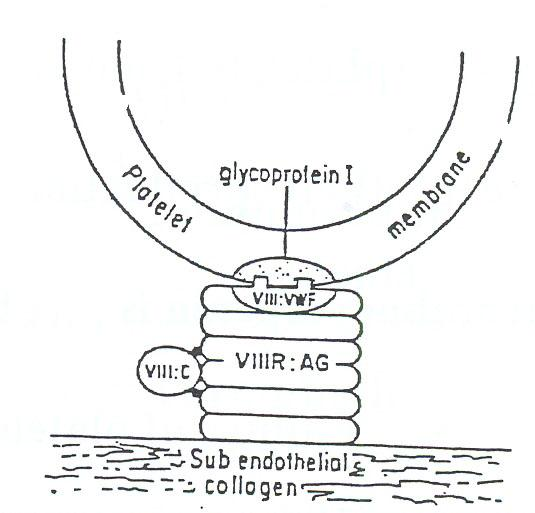 glycoprotein I
Platelet
membrane
VIII:VWF
VIIIR:AG
VIII:C
Sub endothelial
collagen